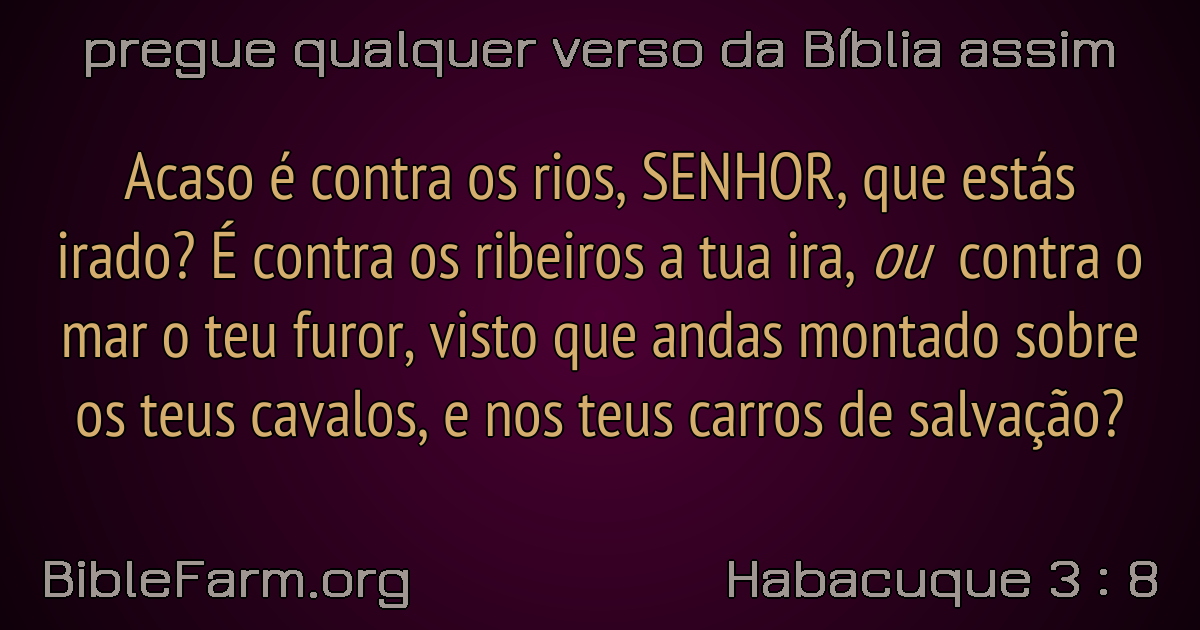 pregue qualquer verso da Bíblia assim
Acaso é contra os rios, SENHOR, que estás
irado? É contra os ribeiros a tua ira, ou contra o
mar o teu furor, visto que andas montado sobre
os teus cavalos, e nos teus carros de salvação?
BibleFarm.org
Habacuque 3 : 8